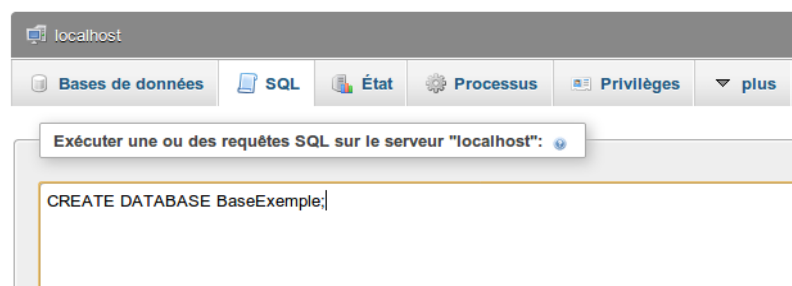 localhost
Bases de données SQL État Processus Privilèges plus
Exécuter une ou des requêtes SQL sur le serveur "localhost":
CREATE DATABASE BaseExemple;